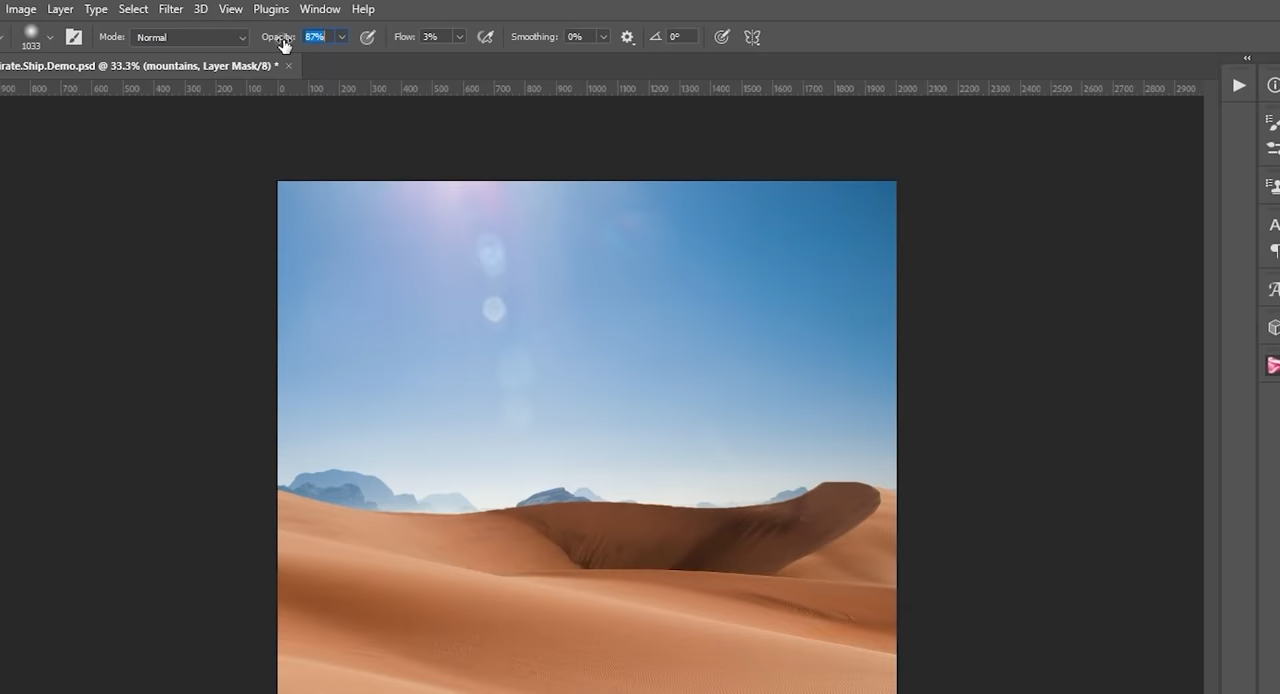 Image Layer Type Select Filter 3D View Plugins Window Help
1033 Mode: Normal Opacity: 87% Flow: 3% Smoothing: 0% 0°
irate.Ship.Demo.psd @ 33.3% (mountains, Layer Mask/8) * ×
900 800 700 600 500 400 300 200 100 0 100 200 300 400 500 600 700 800 900 1000 1100 1200 1300 1400 1500 1600 1700 1800 1900 2000 2100 2200 2300 2400 2500 2600 2700 2800 2900